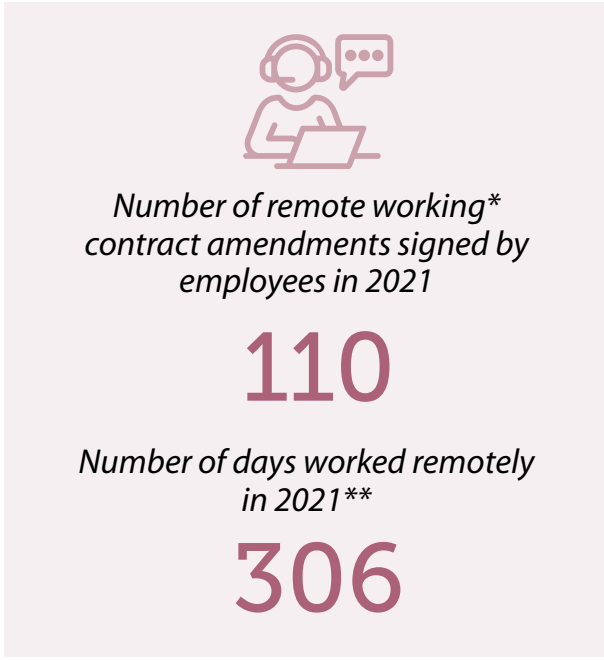 Number of remote working*
contract amendments signed by
employees in 2021
110
Number of days worked remotely
in 2021**
306